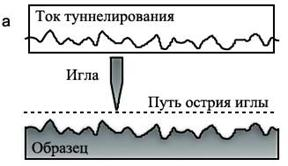 а
Ток туннелирования
Игла
Путь острия иглы
Образец